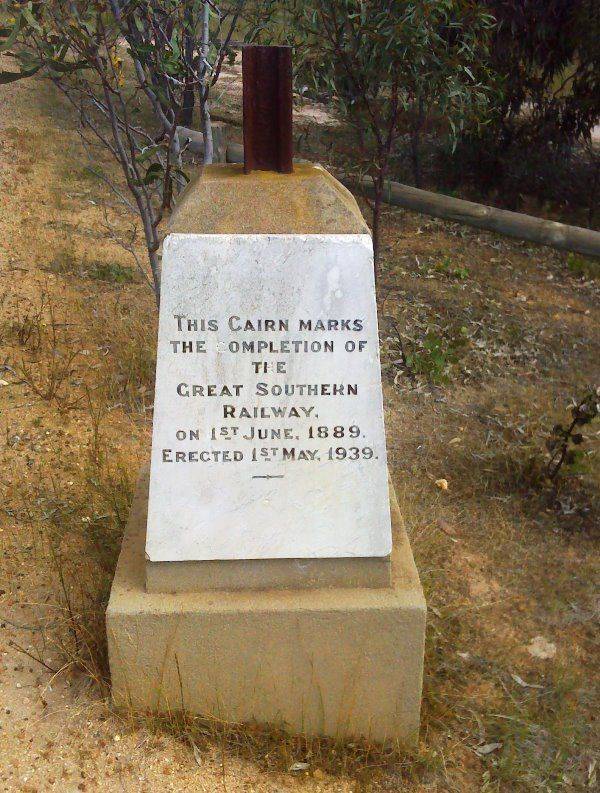 This Cairn marks
the completion of
the
Great Southern
Railway.
on 1st June, 1889.
Erected 1st May, 1939.